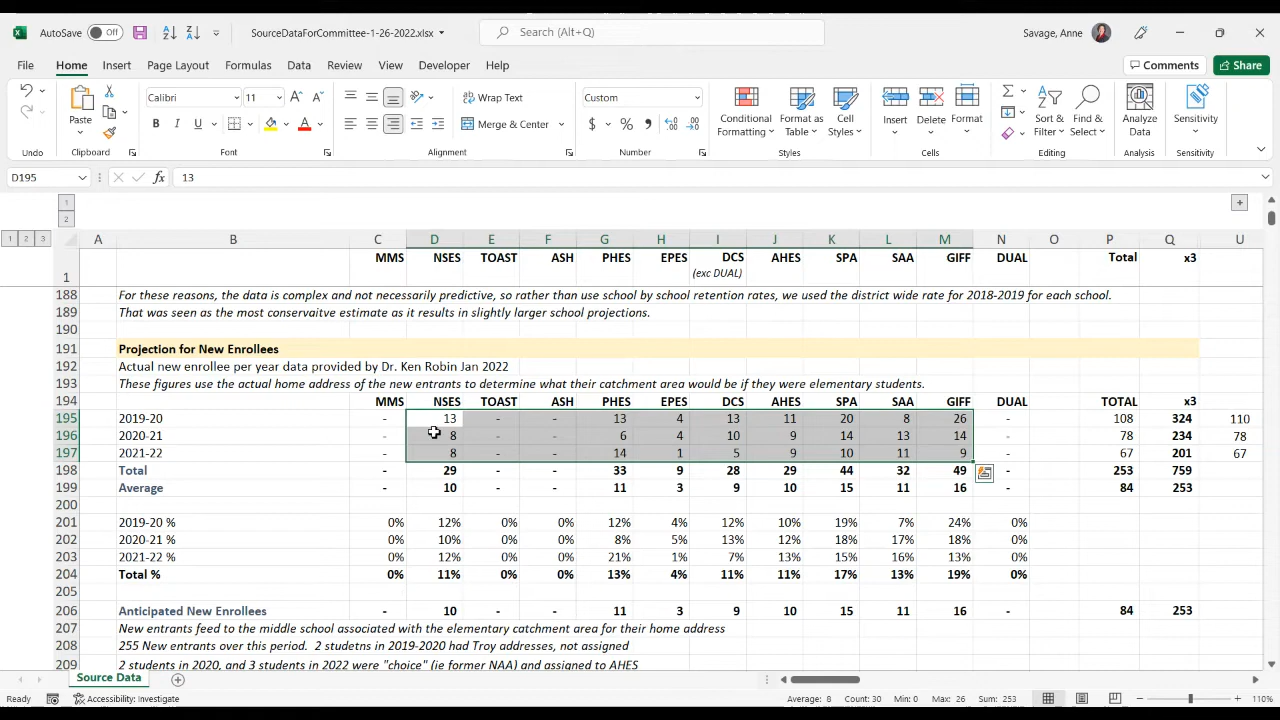 AutoSave Off SourceDataForCommittee-1-26-2022.xlsx Search (Alt+Q) Savage, Anne
File Home Insert Page Layout Formulas Data Review View Developer Help Comments Share
Calibri 11 Wrap Text Custom
Paste Merge & Center Conditional Formatting Format as Table Cell Styles Insert Delete Format Sort & Filter Find & Select Analyze Data Sensitivity
Undo Clipboard Font Alignment Number Styles Cells Editing Analysis Sensitivity
D195 fx 13
1
2
1 2 3 A B C D E F G H I J K L M N O P Q U
1 MMS NSES TOAST ASH PHES EPES DCS AHES SPA SAA GIFF DUAL Total x3
(exc DUAL)
188 For these reasons, the data is complex and not necessarily predictive, so rather than use school by school retention rates, we used the district wide rate for 2018-2019 for each school.
189 That was seen as the most conservaitve estimate as it results in slightly larger school projections.
190
191 Projection for New Enrollees
192 Actual new enrollee per year data provided by Dr. Ken Robin Jan 2022
193 These figures use the actual home address of the new entrants to determine what their catchment area would be if they were elementary students.
194 MMS NSES TOAST ASH PHES EPES DCS AHES SPA SAA GIFF DUAL TOTAL x3
195 2019-20 - 13 - - 13 4 13 11 20 8 26 - 108 324 110
196 2020-21 - 8 - - 6 4 10 9 14 13 14 - 78 234 78
197 2021-22 - 8 - - 14 1 5 9 10 11 9 - 67 201 67
198 Total - 29 - - 33 9 28 29 44 32 49 - 253 759
199 Average - 10 - - 11 3 9 10 15 11 16 - 84 253
200
201 2019-20 % 0% 12% 0% 0% 12% 4% 12% 10% 19% 7% 24% 0%
202 2020-21 % 0% 10% 0% 0% 8% 5% 13% 12% 18% 17% 18% 0%
203 2021-22 % 0% 12% 0% 0% 21% 1% 7% 13% 15% 16% 13% 0%
204 Total % 0% 11% 0% 0% 13% 4% 11% 11% 17% 13% 19% 0%
205
206 Anticipated New Enrollees - 10 - - 11 3 9 10 15 11 16 - 84 253
207 New entrants feed to the middle school associated with the elementary catchment area for their home address
208 255 New entrants over this period. 2 studetns in 2019-2020 had Troy addresses, not assigned
209 2 students in 2020, and 3 students in 2022 were "choice" (ie former NAA) and assigned to AHES
Source Data
Ready Accessibility: Investigate Average: 8 Count: 30 Min: 0 Max: 26 Sum: 253 110%